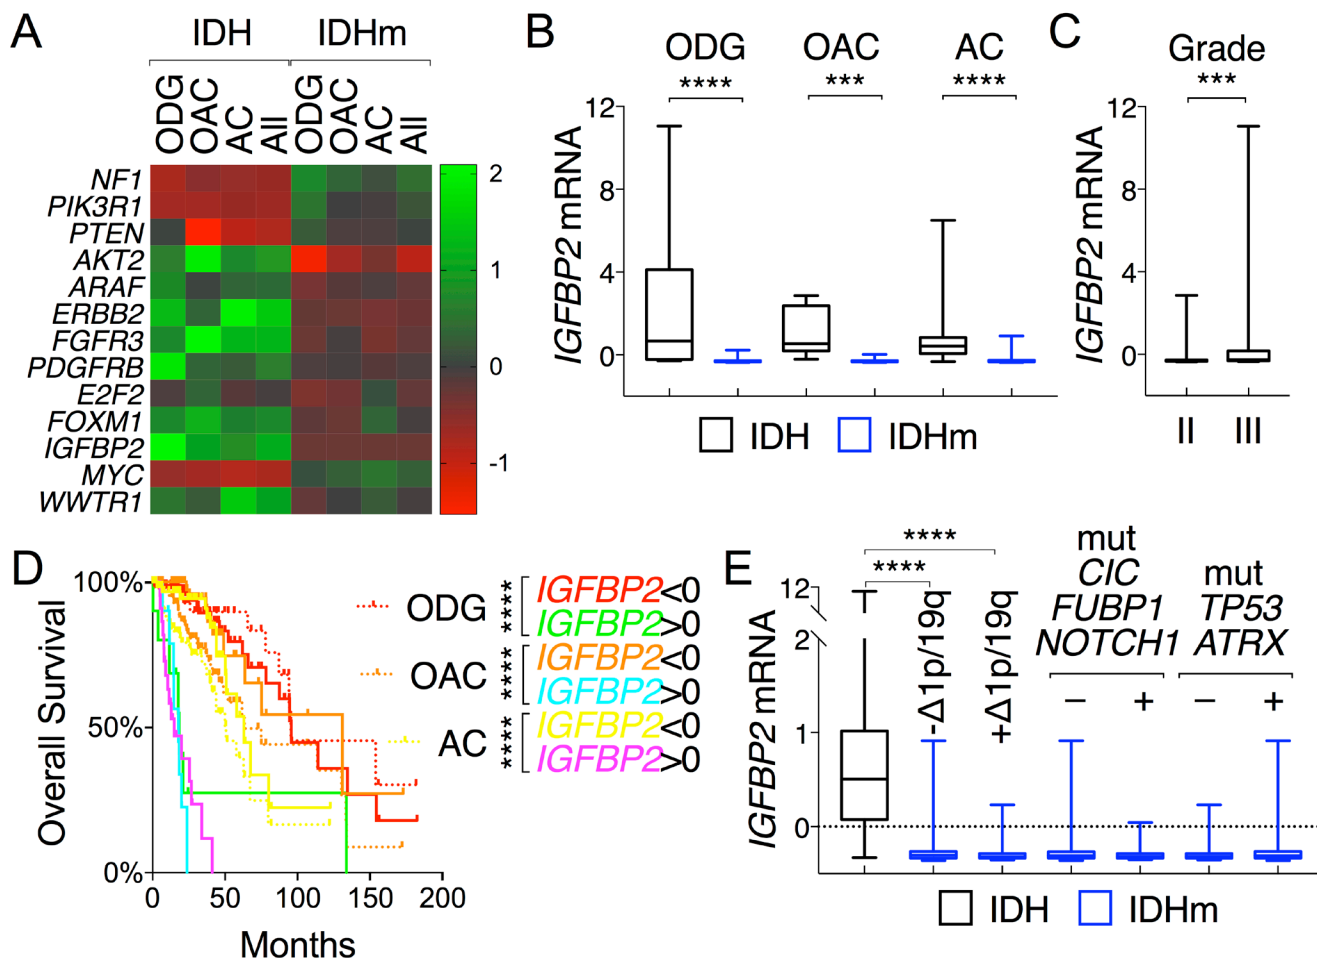 A
IDH IDHm
ODG OAC AC All ODG OAC AC All
NF1
PIK3R1
PTEN
AKT2
ARAF
ERBB2
FGFR3
PDGFRB
E2F2
FOXM1
IGFBP2
MYC
WWTR1
2
1
0
-1
B
ODG OAC AC
**** *** ****
IGFBP2 mRNA
12
8
4
0
IDH IDHm
C
Grade
***
IGFBP2 mRNA
12
8
4
0
II III
D
Overall Survival
100%
50%
0%
0 50 100 150 200
Months
ODG **** IGFBP2<0
IGFBP2>0
OAC **** IGFBP2<0
IGFBP2>0
AC **** IGFBP2<0
IGFBP2>0
E
****
****
IGFBP2 mRNA
12
2
1
0
-Δ1p/19q
+Δ1p/19q
mut
CIC
FUBP1
NOTCH1
− +
mut
TP53
ATRX
− +
IDH IDHm